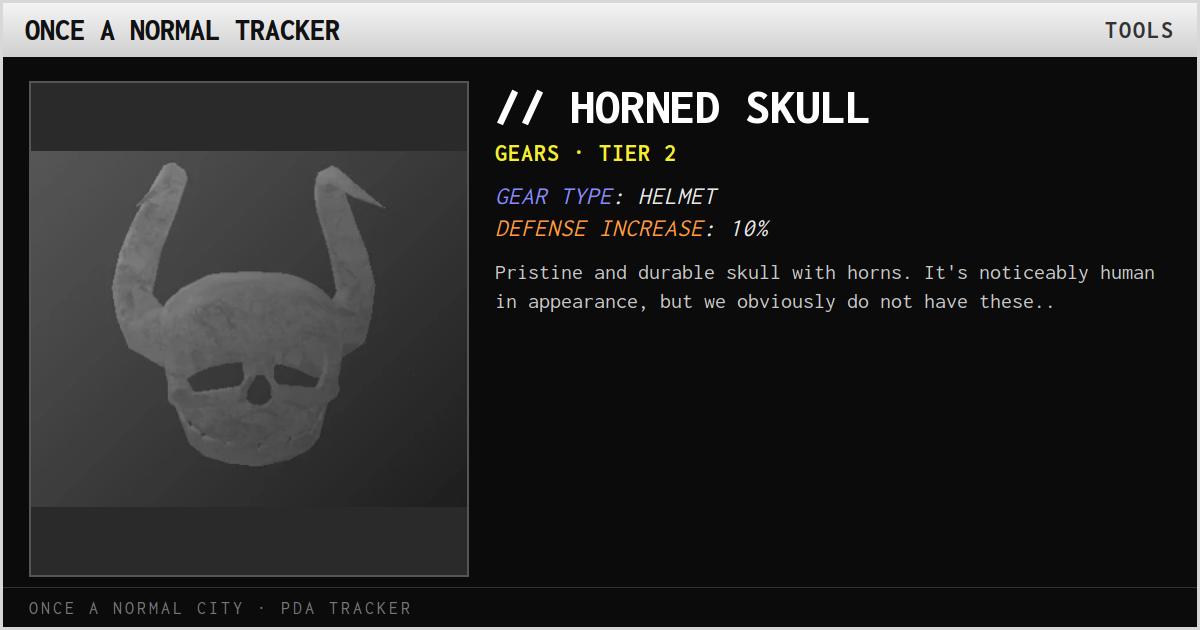 ONCE A NORMAL TRACKER
TOOLS
// HORNED SKULL
GEARS · TIER 2
GEAR TYPE: HELMET
DEFENSE INCREASE: 10%
Pristine and durable skull with horns. It's noticeably human
in appearance, but we obviously do not have these..
ONCE A NORMAL CITY · PDA TRACKER